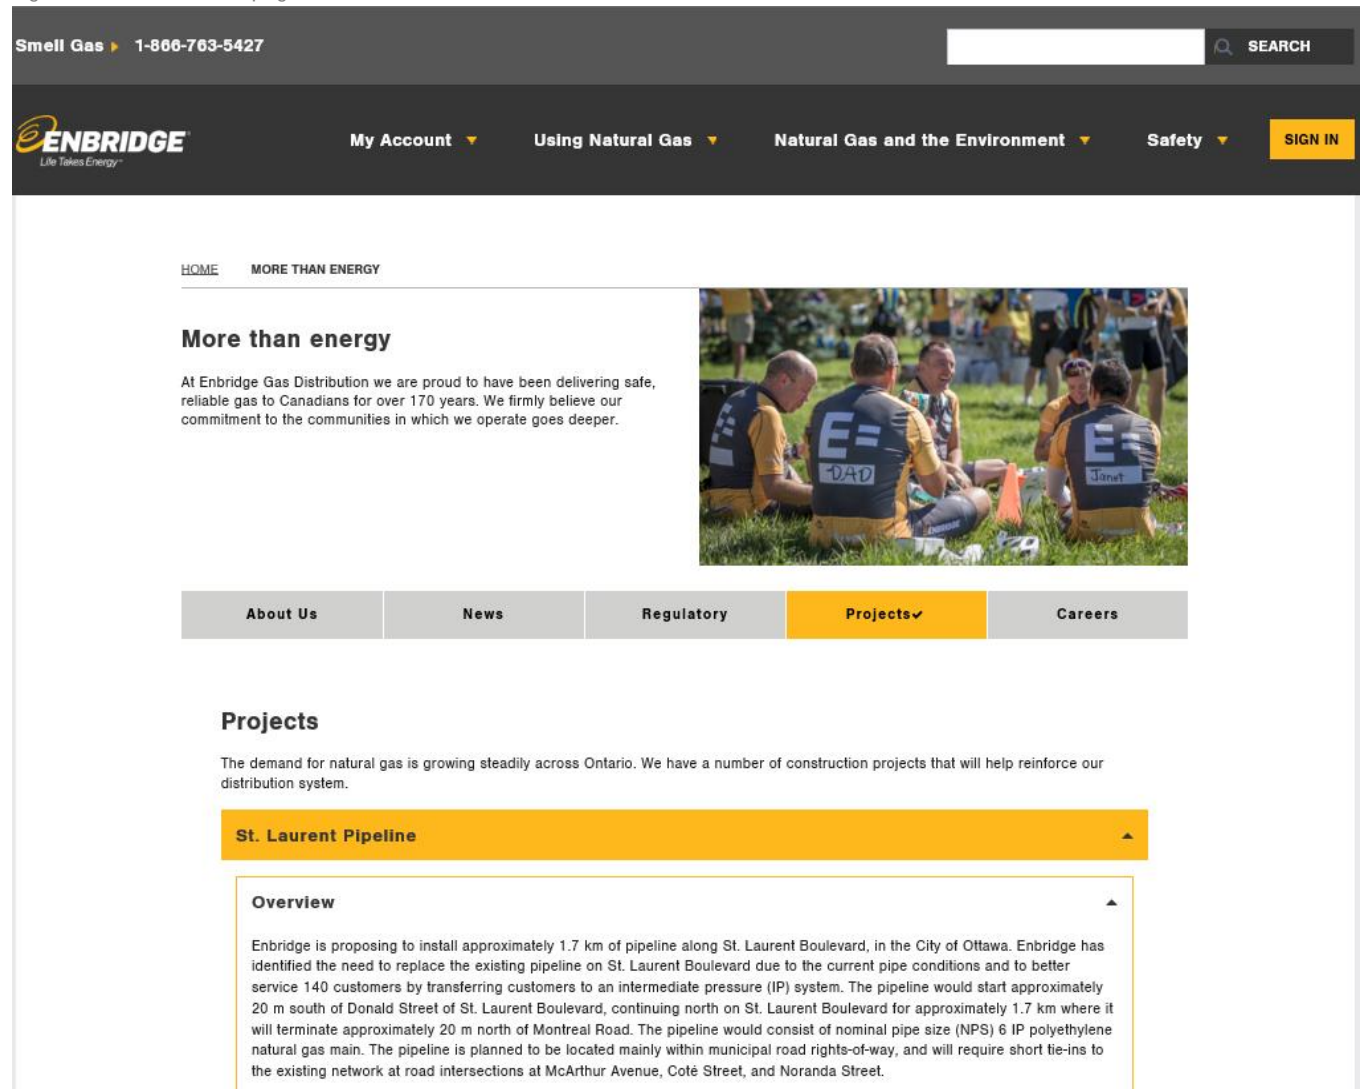 Smell Gas 1-866-763-5427
SEARCH
ENBRIDGE
Life Takes Energy™
My Account Using Natural Gas Natural Gas and the Environment Safety SIGN IN
HOME MORE THAN ENERGY
More than energy
At Enbridge Gas Distribution we are proud to have been delivering safe,
reliable gas to Canadians for over 170 years. We firmly believe our
commitment to the communities in which we operate goes deeper.
E=
DAD
E=
Janet
ENBRIDGE
About Us News Regulatory Projects✓ Careers
Projects
The demand for natural gas is growing steadily across Ontario. We have a number of construction projects that will help reinforce our
distribution system.
St. Laurent Pipeline
Overview
Enbridge is proposing to install approximately 1.7 km of pipeline along St. Laurent Boulevard, in the City of Ottawa. Enbridge has
identified the need to replace the existing pipeline on St. Laurent Boulevard due to the current pipe conditions and to better
service 140 customers by transferring customers to an intermediate pressure (IP) system. The pipeline would start approximately
20 m south of Donald Street of St. Laurent Boulevard, continuing north on St. Laurent Boulevard for approximately 1.7 km where it
will terminate approximately 20 m north of Montreal Road. The pipeline would consist of nominal pipe size (NPS) 6 IP polyethylene
natural gas main. The pipeline is planned to be located mainly within municipal road rights-of-way, and will require short tie-ins to
the existing network at road intersections at McArthur Avenue, Coté Street, and Noranda Street.